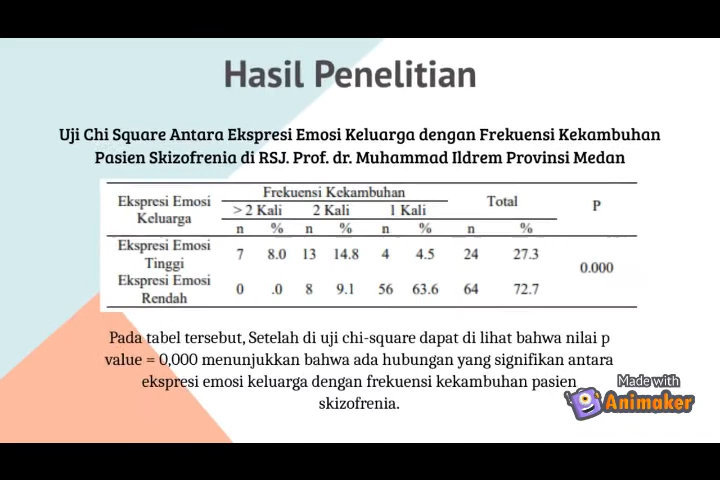 Hasil Penelitian
Uji Chi Square Antara Ekspresi Emosi Keluarga dengan Frekuensi Kekambuhan
Pasien Skizofrenia di RSJ. Prof. dr. Muhammad Ildrem Provinsi Medan
Ekspresi Emosi Keluarga Frekuensi Kekambuhan Total P
> 2 Kali 2 Kali 1 Kali
n % n % n % n %
Ekspresi Emosi Tinggi 7 8.0 13 14.8 4 4.5 24 27.3 0.000
Ekspresi Emosi Rendah 0 .0 8 9.1 56 63.6 64 72.7
Pada tabel tersebut, Setelah di uji chi-square dapat di lihat bahwa nilai p
value = 0,000 menunjukkan bahwa ada hubungan yang signifikan antara
ekspresi emosi keluarga dengan frekuensi kekambuhan pasien
skizofrenia.
Made with
Animaker